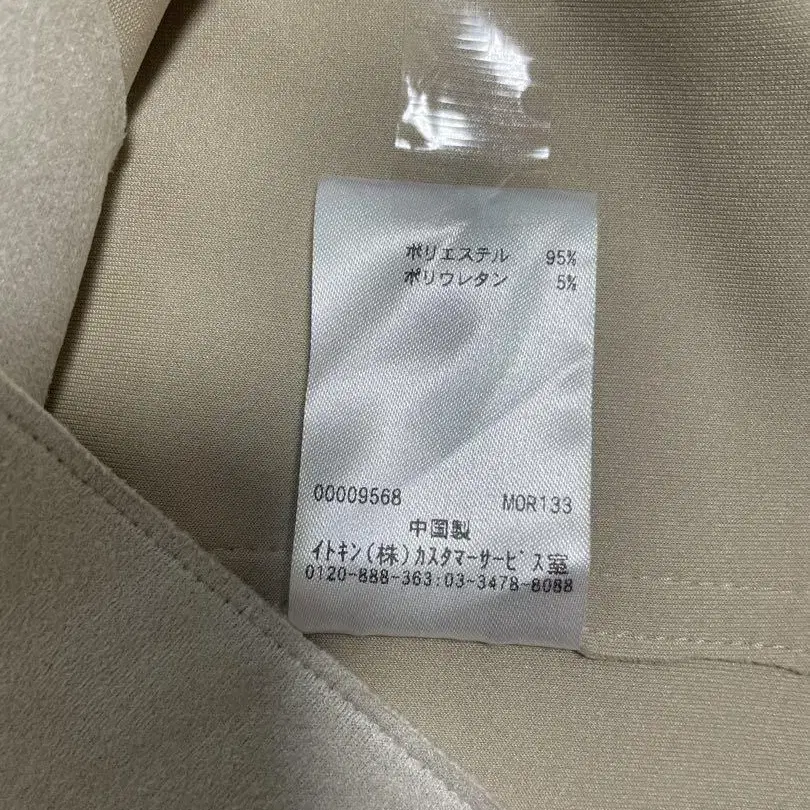 ポリエステル 95%
ポリウレタン 5%
00009568 MOR133
中国製
イトキン(株)カスタマーサービス室
0120-888-363:03-3478-8088